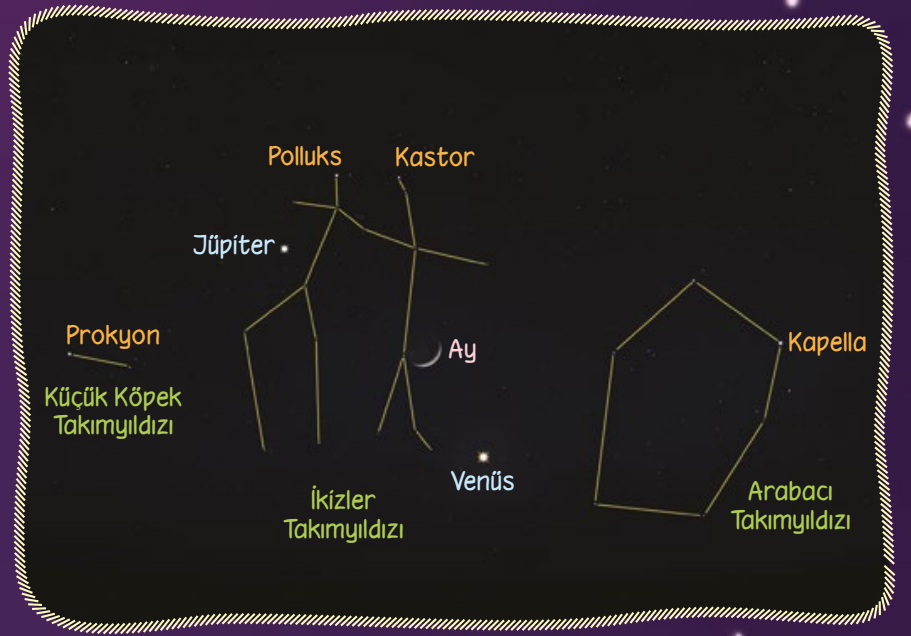 Polluks
Kastor
Jüpiter
Prokyon
Ay
Kapella
Küçük Köpek
Takımyıldızı
Venüs
İkizler
Takımyıldızı
Arabacı
Takımyıldızı